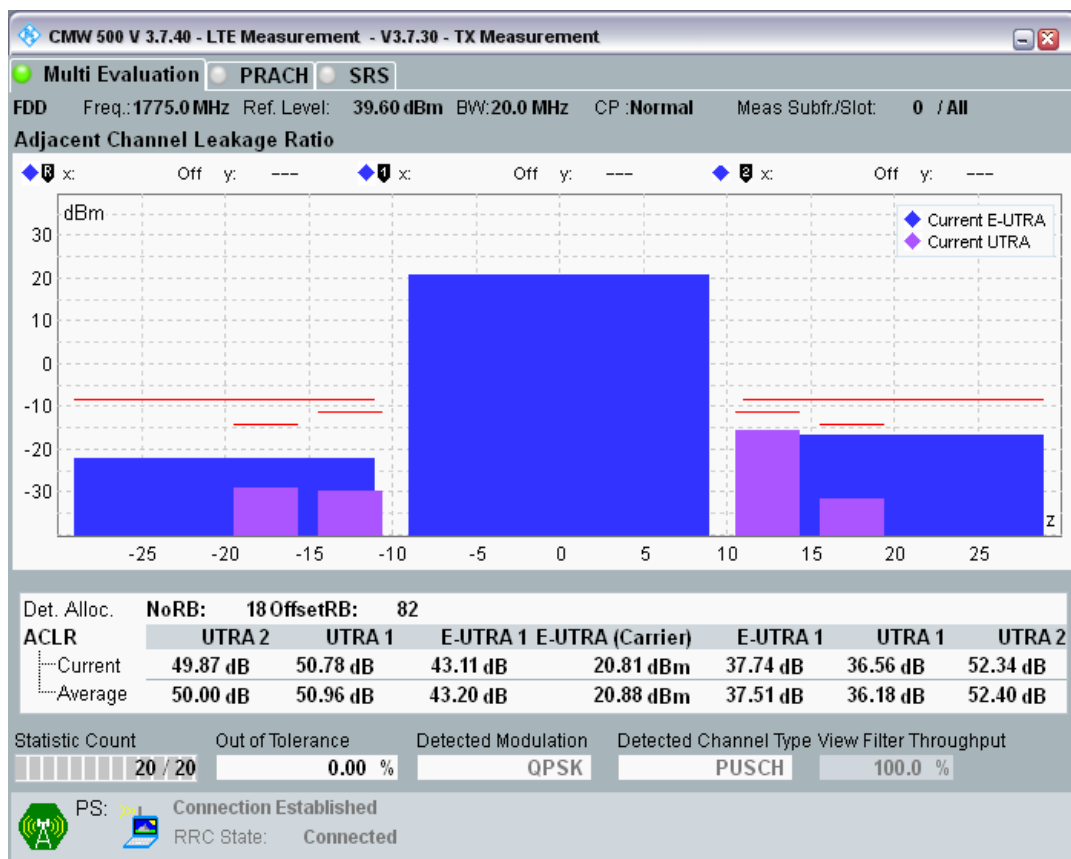 CMW 500 V 3.7.40 - LTE Measurement - V3.7.30 - TX Measurement
Multi Evaluation PRACH SRS
FDD Freq.:1775.0 MHz Ref. Level: 39.60 dBm BW:20.0 MHz CP :Normal Meas Subfr./Slot: 0 / All
Adjacent Channel Leakage Ratio
R x: Off y: --- 1 x: Off y: --- 2 x: Off y: ---
dBm
Current E-UTRA
Current UTRA
30
20
10
0
-10
-20
-30
z
-25 -20 -15 -10 -5 0 5 10 15 20 25
Det. Alloc. NoRB: 18 OffsetRB: 82
ACLR UTRA 2 UTRA 1 E-UTRA 1 E-UTRA (Carrier) E-UTRA 1 UTRA 1 UTRA 2
Current 49.87 dB 50.78 dB 43.11 dB 20.81 dBm 37.74 dB 36.56 dB 52.34 dB
Average 50.00 dB 50.96 dB 43.20 dB 20.88 dBm 37.51 dB 36.18 dB 52.40 dB
Statistic Count Out of Tolerance Detected Modulation Detected Channel Type View Filter Throughput
20 / 20 0.00 % QPSK PUSCH 100.0 %
PS: Connection Established
RRC State: Connected